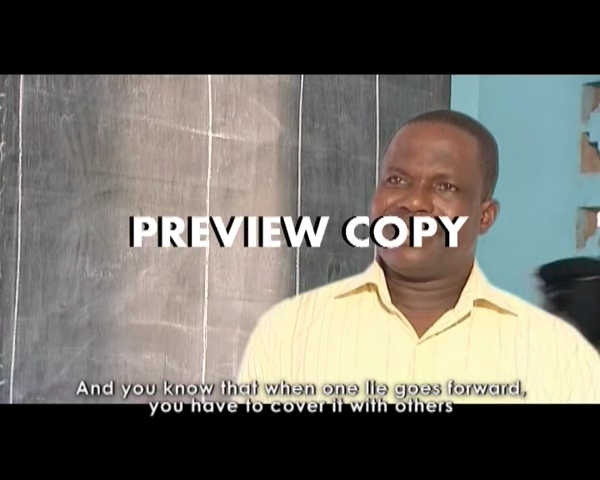 PREVIEW COPY
And you know that when one lie goes forward,
you have to cover it with others